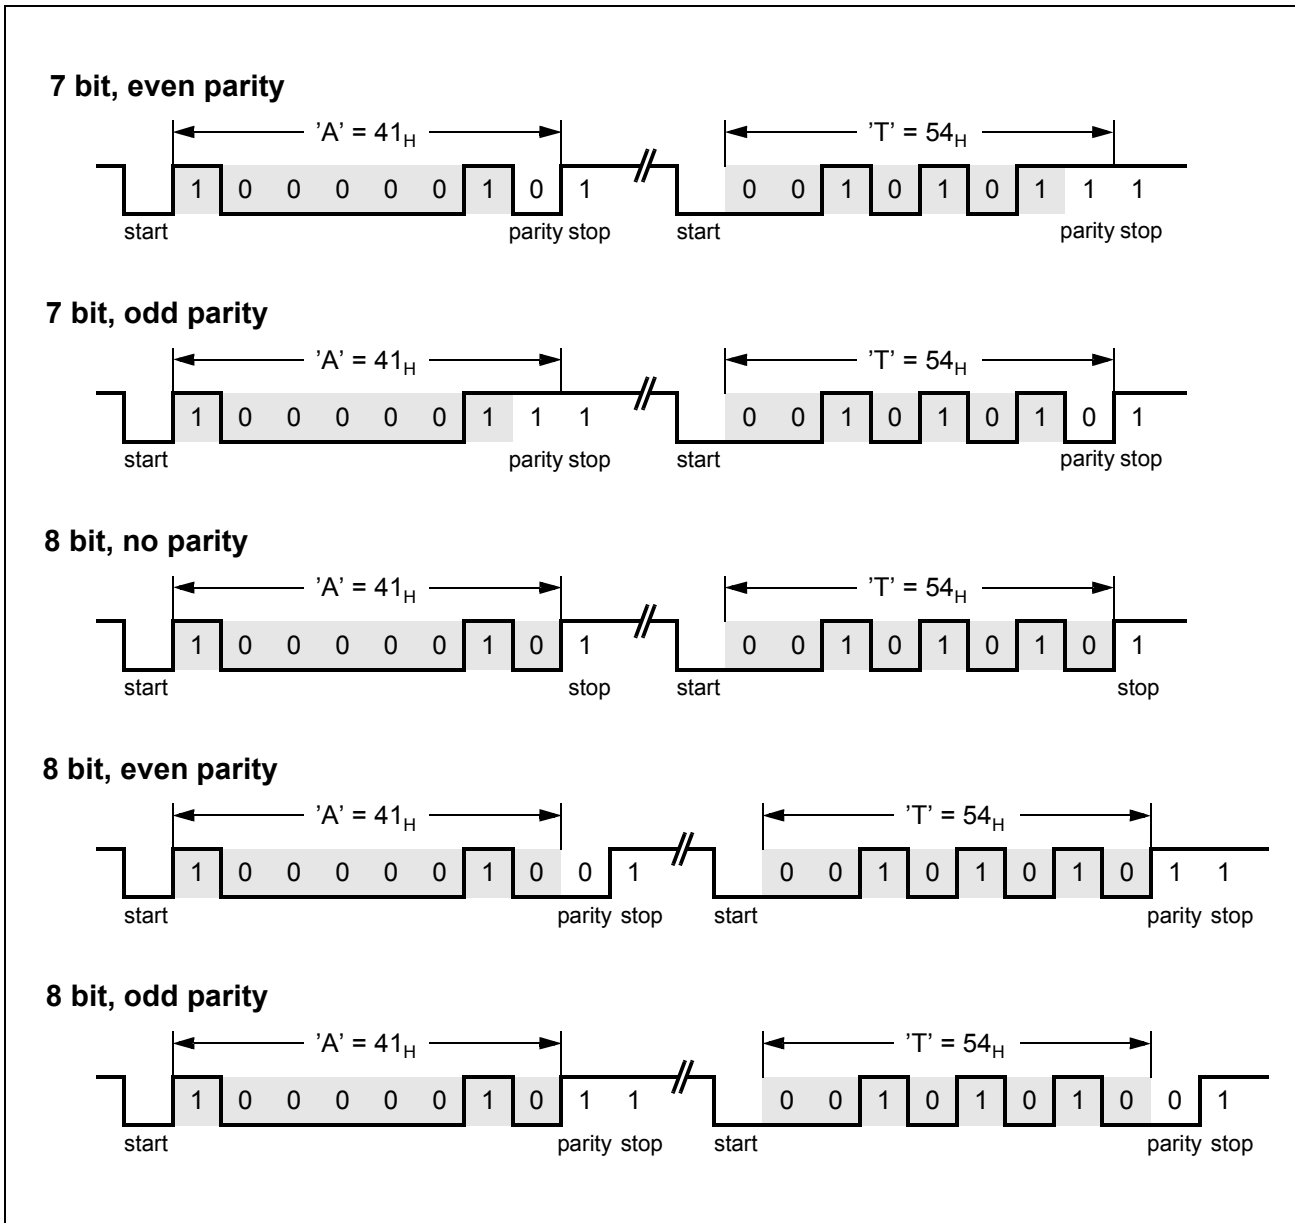 7 bit, even parity
’A’ = 41H ’T’ = 54H
1 0 0 0 0 0 1 0 1 0 0 1 0 1 0 1 1 1
start parity stop start parity stop
7 bit, odd parity
’A’ = 41H ’T’ = 54H
1 0 0 0 0 0 1 1 1 0 0 1 0 1 0 1 0 1
start parity stop start parity stop
8 bit, no parity
’A’ = 41H ’T’ = 54H
1 0 0 0 0 0 1 0 1 0 0 1 0 1 0 1 0 1
start stop start stop
8 bit, even parity
’A’ = 41H ’T’ = 54H
1 0 0 0 0 0 1 0 0 1 0 0 1 0 1 0 1 0 1 1
start parity stop start parity stop
8 bit, odd parity
’A’ = 41H ’T’ = 54H
1 0 0 0 0 0 1 0 1 1 0 0 1 0 1 0 1 0 0 1
start parity stop start parity stop